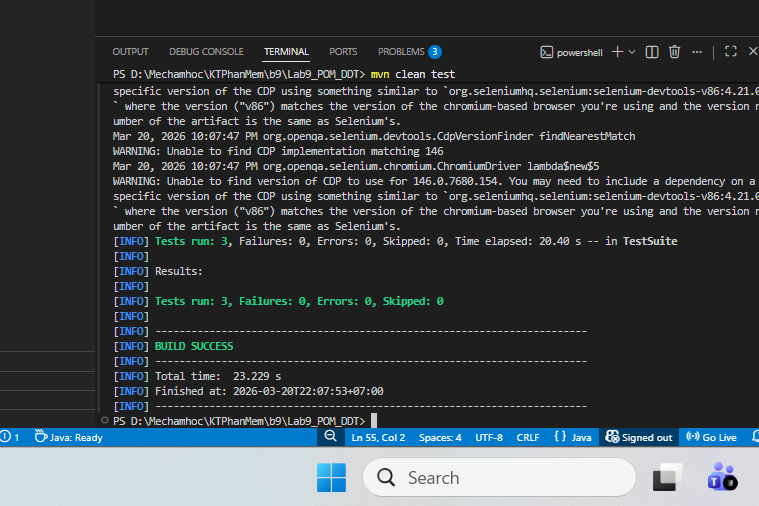 OUTPUT DEBUG CONSOLE TERMINAL PORTS PROBLEMS 3 powershell
PS D:\Mechamhoc\KTPhanMem\b9\Lab9_POM_DDT> mvn clean test
specific version of the CDP using something similar to `org.seleniumhq.selenium:selenium-devtools-v86:4.21.0
` where the version ("v86") matches the version of the chromium-based browser you're using and the version n
umber of the artifact is the same as Selenium's.
Mar 20, 2026 10:07:47 PM org.openqa.selenium.devtools.CdpVersionFinder findNearestMatch
WARNING: Unable to find CDP implementation matching 146
Mar 20, 2026 10:07:47 PM org.openqa.selenium.chromium.ChromiumDriver lambda$new$5
WARNING: Unable to find version of CDP to use for 146.0.7680.154. You may need to include a dependency on a
specific version of the CDP using something similar to `org.seleniumhq.selenium:selenium-devtools-v86:4.21.0
` where the version ("v86") matches the version of the chromium-based browser you're using and the version n
umber of the artifact is the same as Selenium's.
[INFO] Tests run: 3, Failures: 0, Errors: 0, Skipped: 0, Time elapsed: 20.40 s -- in TestSuite
[INFO]
[INFO] Results:
[INFO]
[INFO] Tests run: 3, Failures: 0, Errors: 0, Skipped: 0
[INFO]
[INFO] ------------------------------------------------------------------------
[INFO] BUILD SUCCESS
[INFO] ------------------------------------------------------------------------
[INFO] Total time:  23.229 s
[INFO] Finished at: 2026-03-20T22:07:53+07:00
[INFO] ------------------------------------------------------------------------
PS D:\Mechamhoc\KTPhanMem\b9\Lab9_POM_DDT>
1 Java: Ready Ln 55, Col 2 Spaces: 4 UTF-8 CRLF {} Java Signed out Go Live
Search